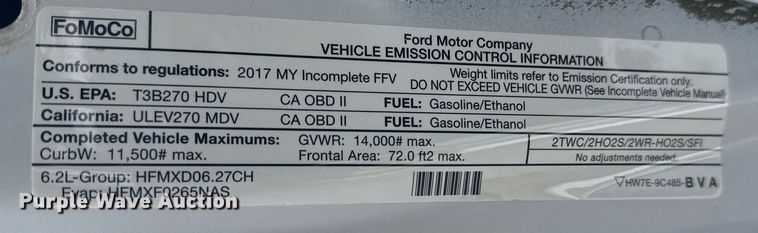 FoMoCo
Ford Motor Company
VEHICLE EMISSION CONTROL INFORMATION
Conforms to regulations: 2017 MY Incomplete FFV
Weight limits refer to Emission Certification only.
DO NOT EXCEED VEHICLE GVWR (See Incomplete Vehicle Manual)
U.S. EPA: T3B270 HDV CA OBD II FUEL: Gasoline/Ethanol
California: ULEV270 MDV CA OBD II FUEL: Gasoline/Ethanol
Completed Vehicle Maximums: GVWR: 14,000# max.
CurbW: 11,500# max. Frontal Area: 72.0 ft2 max.
2TWC/2HO2S/2WR-HO2S/SFI
No adjustments needed.
6.2L-Group: HFMXD06.27CH
Evap: HFMXF0265NAS
HW7E-9C485-BVA
Purple Wave Auction